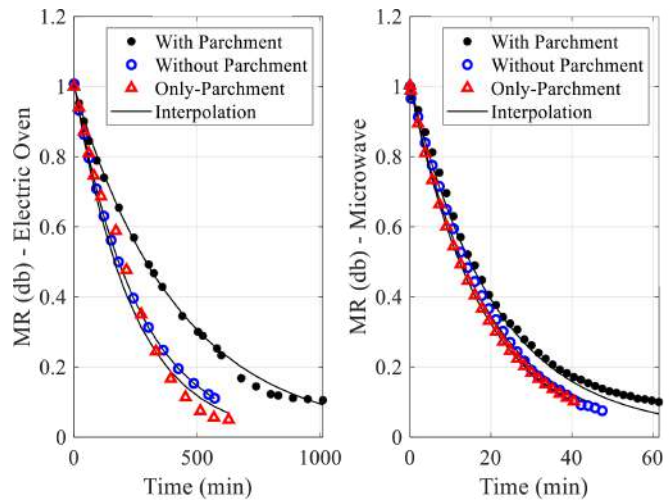 1.2
1
0.8
0.6
0.4
0.2
0
MR (db) - Electric Oven
With Parchment
Without Parchment
Only-Parchment
Interpolation
0 500 1000
Time (min)
1.2
1
0.8
0.6
0.4
0.2
0
MR (db) - Microwave
With Parchment
Without Parchment
Only-Parchment
Interpolation
0 20 40 60
Time (min)